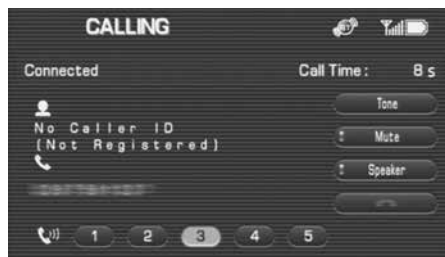 CALLING
Connected
Call Time: 8 s
Tone
No Caller ID
(Not Registered)
Mute
Speaker
1 2 3 4 5